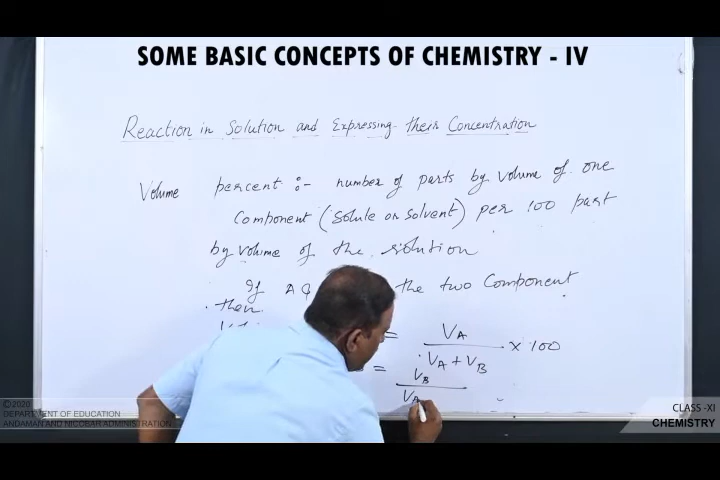 SOME BASIC CONCEPTS OF CHEMISTRY - IV
Reaction in Solution and Expressing their Concentration
Volume percent :- number of parts by volume of one
Component (Solute or Solvent) per 100 part
by volume of the solution
If A & the two Component
then
= V_A / V_A + V_B × 100
= V_B / V_A
©2020
DEPARTMENT OF EDUCATION
ANDAMAN AND NICOBAR ADMINISTRATION
CLASS -XI
CHEMISTRY